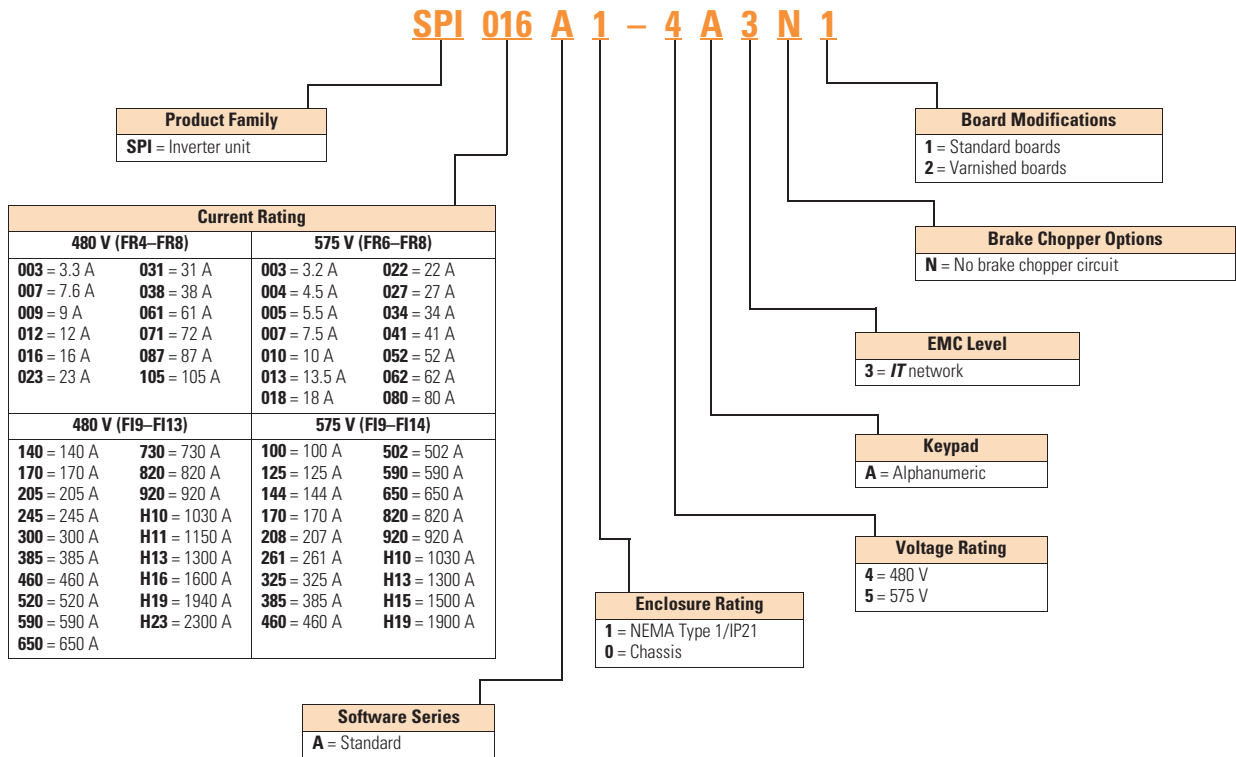 SPI 016 A 1 – 4 A 3 N 1
Product Family
SPI = Inverter unit
Current Rating
480 V (FR4–FR8)
003 = 3.3 A 031 = 31 A
007 = 7.6 A 038 = 38 A
009 = 9 A 061 = 61 A
012 = 12 A 071 = 72 A
016 = 16 A 087 = 87 A
023 = 23 A 105 = 105 A
575 V (FR6–FR8)
003 = 3.2 A 022 = 22 A
004 = 4.5 A 027 = 27 A
005 = 5.5 A 034 = 34 A
007 = 7.5 A 041 = 41 A
010 = 10 A 052 = 52 A
013 = 13.5 A 062 = 62 A
018 = 18 A 080 = 80 A
480 V (FI9–FI13)
140 = 140 A 730 = 730 A
170 = 170 A 820 = 820 A
205 = 205 A 920 = 920 A
245 = 245 A H10 = 1030 A
300 = 300 A H11 = 1150 A
385 = 385 A H13 = 1300 A
460 = 460 A H16 = 1600 A
520 = 520 A H19 = 1940 A
590 = 590 A H23 = 2300 A
650 = 650 A
575 V (FI9–FI14)
100 = 100 A 502 = 502 A
125 = 125 A 590 = 590 A
144 = 144 A 650 = 650 A
170 = 170 A 820 = 820 A
208 = 207 A 920 = 920 A
261 = 261 A H10 = 1030 A
325 = 325 A H13 = 1300 A
385 = 385 A H15 = 1500 A
460 = 460 A H19 = 1900 A
Software Series
A = Standard
Enclosure Rating
1 = NEMA Type 1/IP21
0 = Chassis
Voltage Rating
4 = 480 V
5 = 575 V
Keypad
A = Alphanumeric
EMC Level
3 = IT network
Brake Chopper Options
N = No brake chopper circuit
Board Modifications
1 = Standard boards
2 = Varnished boards